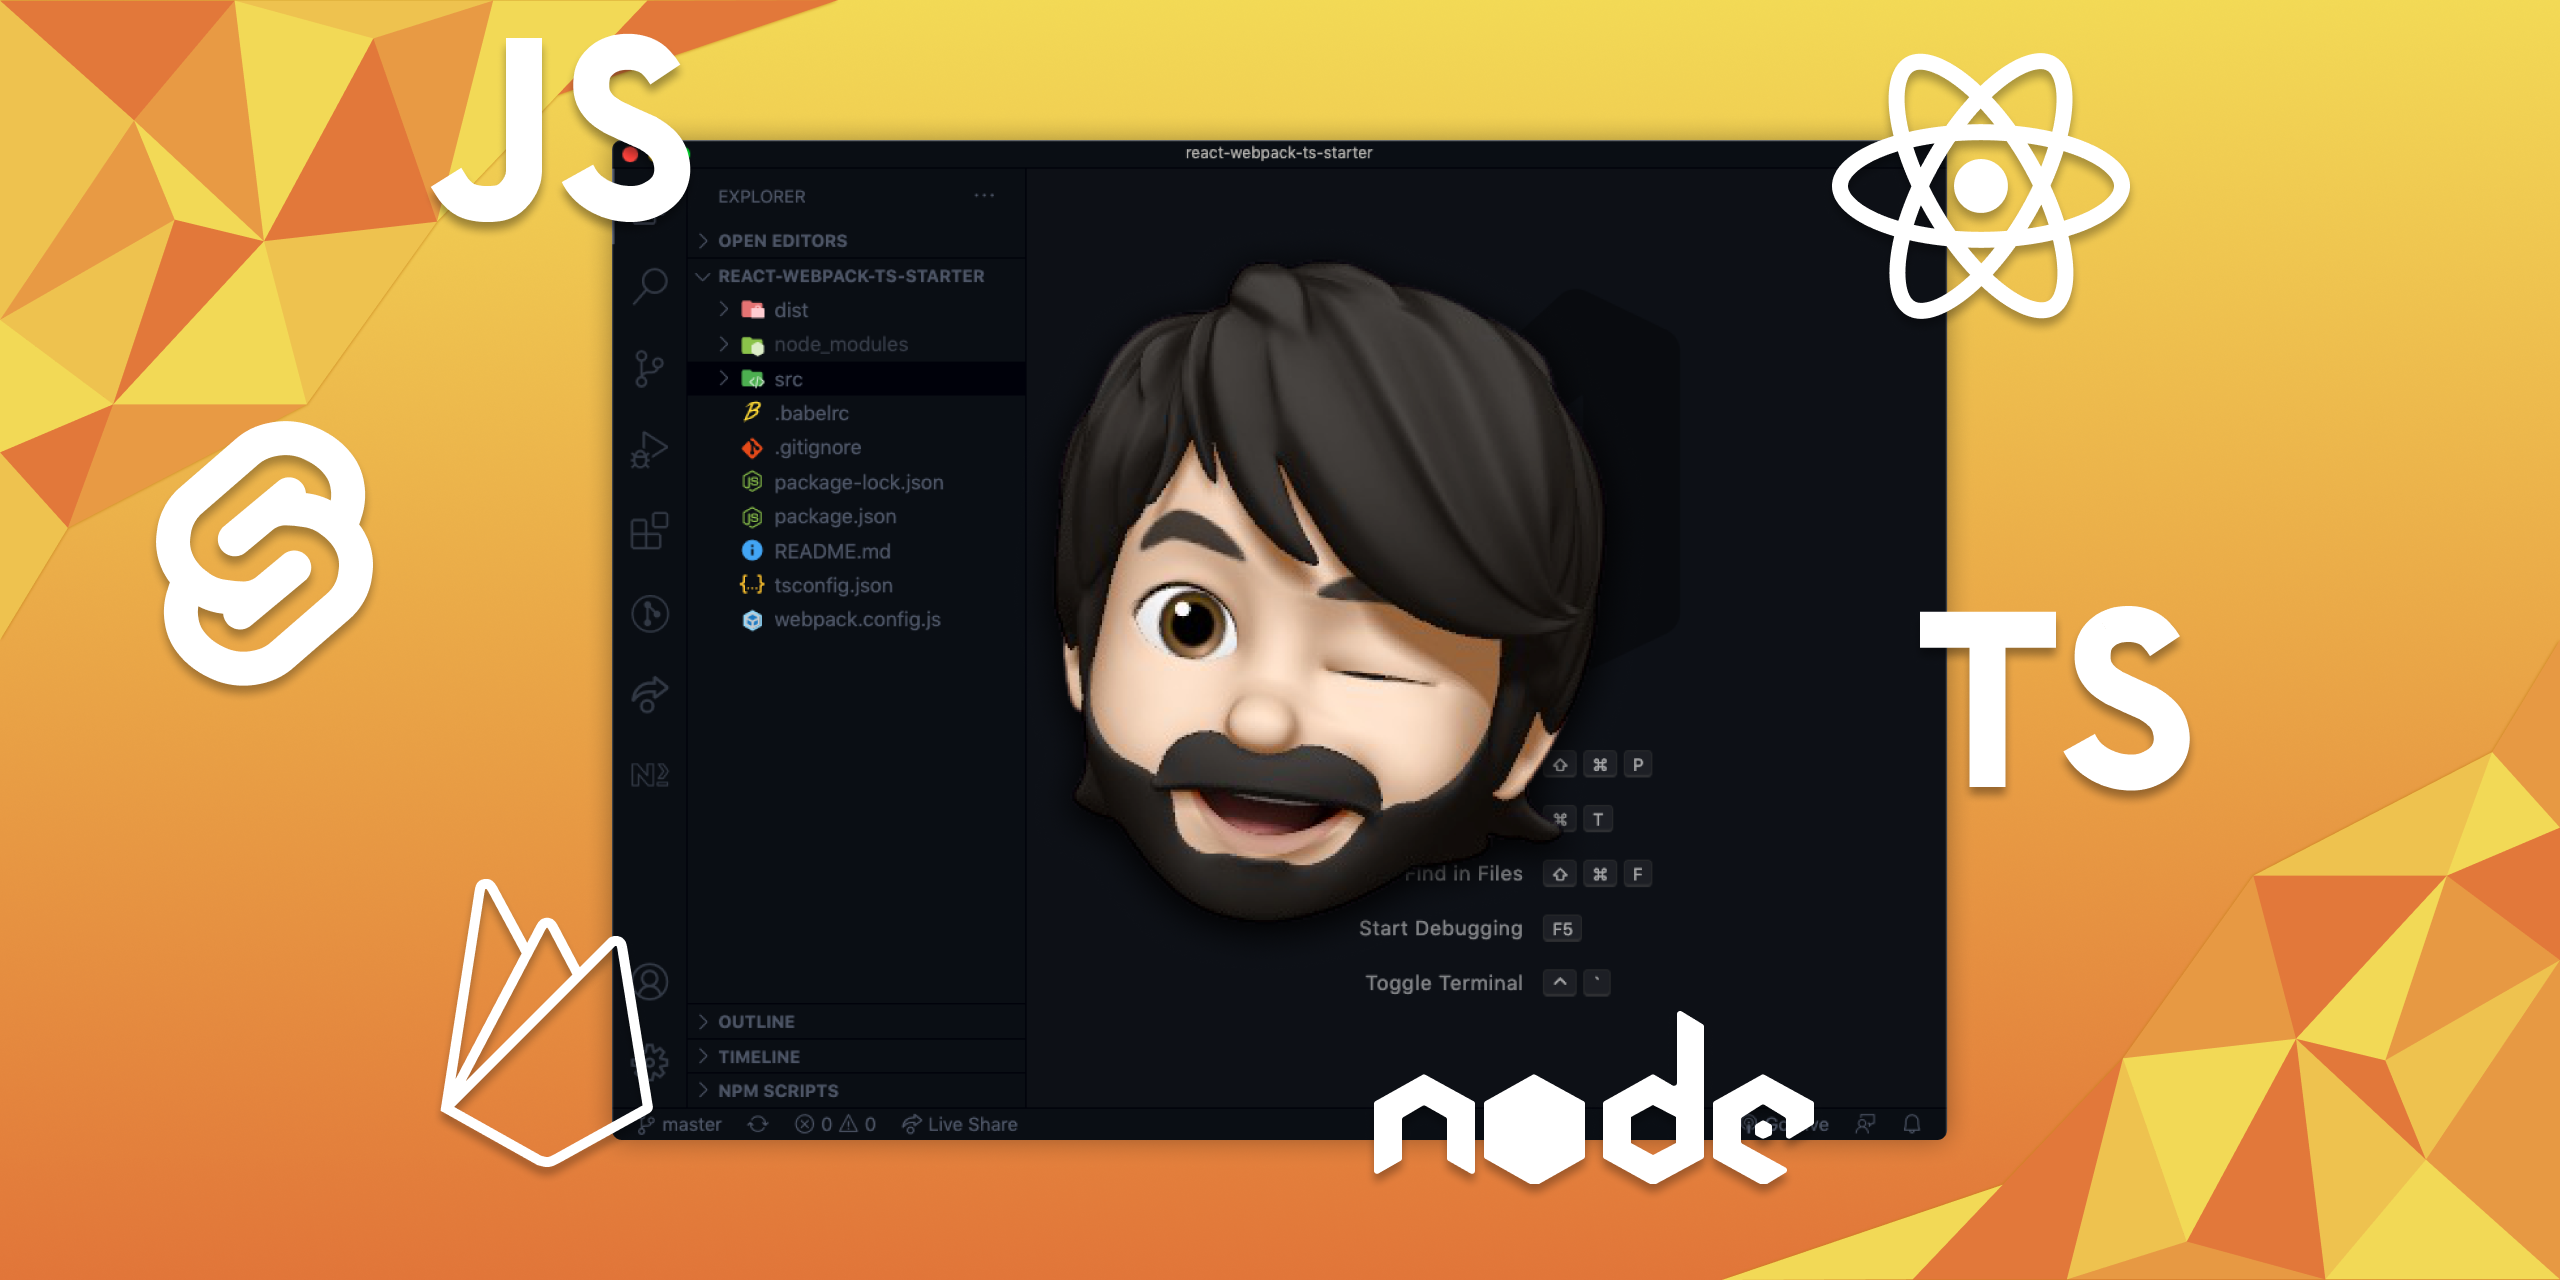 JS
react-webpack-ts-starter
EXPLORER
OPEN EDITORS
REACT-WEBPACK-TS-STARTER
dist
node_modules
src
.babelrc
.gitignore
JS package-lock.json
JS package.json
README.md
{..} tsconfig.json
webpack.config.js
TS
⇧ ⌘ P
⌘ T
Find in Files ⇧ ⌘ F
Start Debugging F5
Toggle Terminal ^ `
OUTLINE
TIMELINE
NPM SCRIPTS
master 0 0 Live Share
node